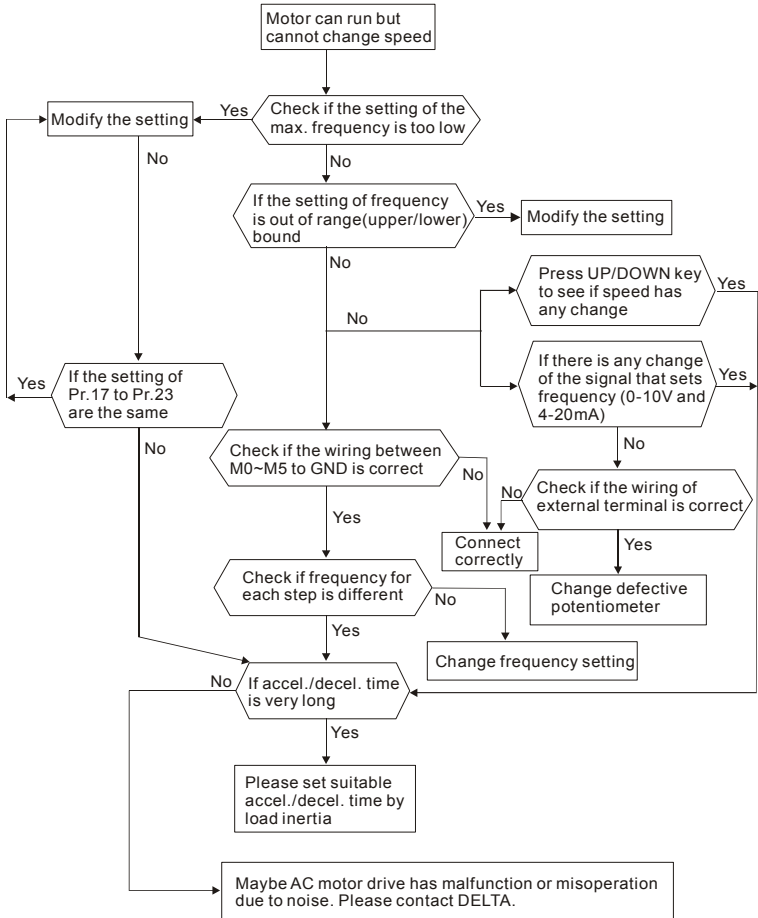 Motor can run but
cannot change speed
Yes
Check if the setting of the
max. frequency is too low
Modify the setting
No
No
If the setting of frequency
is out of range(upper/lower)
bound
Yes
Modify the setting
No
Press UP/DOWN key
to see if speed has
any change
Yes
No
If there is any change
of the signal that sets
frequency (0-10V and
4-20mA)
Yes
Yes
If the setting of
Pr.17 to Pr.23
are the same
No
No
Check if the wiring between
M0~M5 to GND is correct
No
No
Check if the wiring of
external terminal is correct
Yes
Connect
correctly
Yes
Change defective
potentiometer
Check if frequency for
each step is different
No
Yes
Change frequency setting
No
If accel./decel. time
is very long
Yes
Please set suitable
accel./decel. time by
load inertia
Maybe AC motor drive has malfunction or misoperation
due to noise. Please contact DELTA.